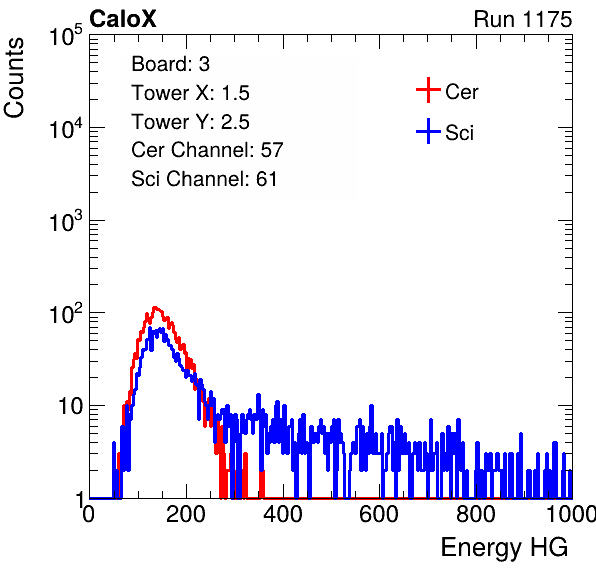 CaloX Run 1175
Counts
10^5
10^4
10^3
10^2
10
1
Board: 3
Tower X: 1.5
Tower Y: 2.5
Cer Channel: 57
Sci Channel: 61
Cer
Sci
0 200 400 600 800 1000
Energy HG